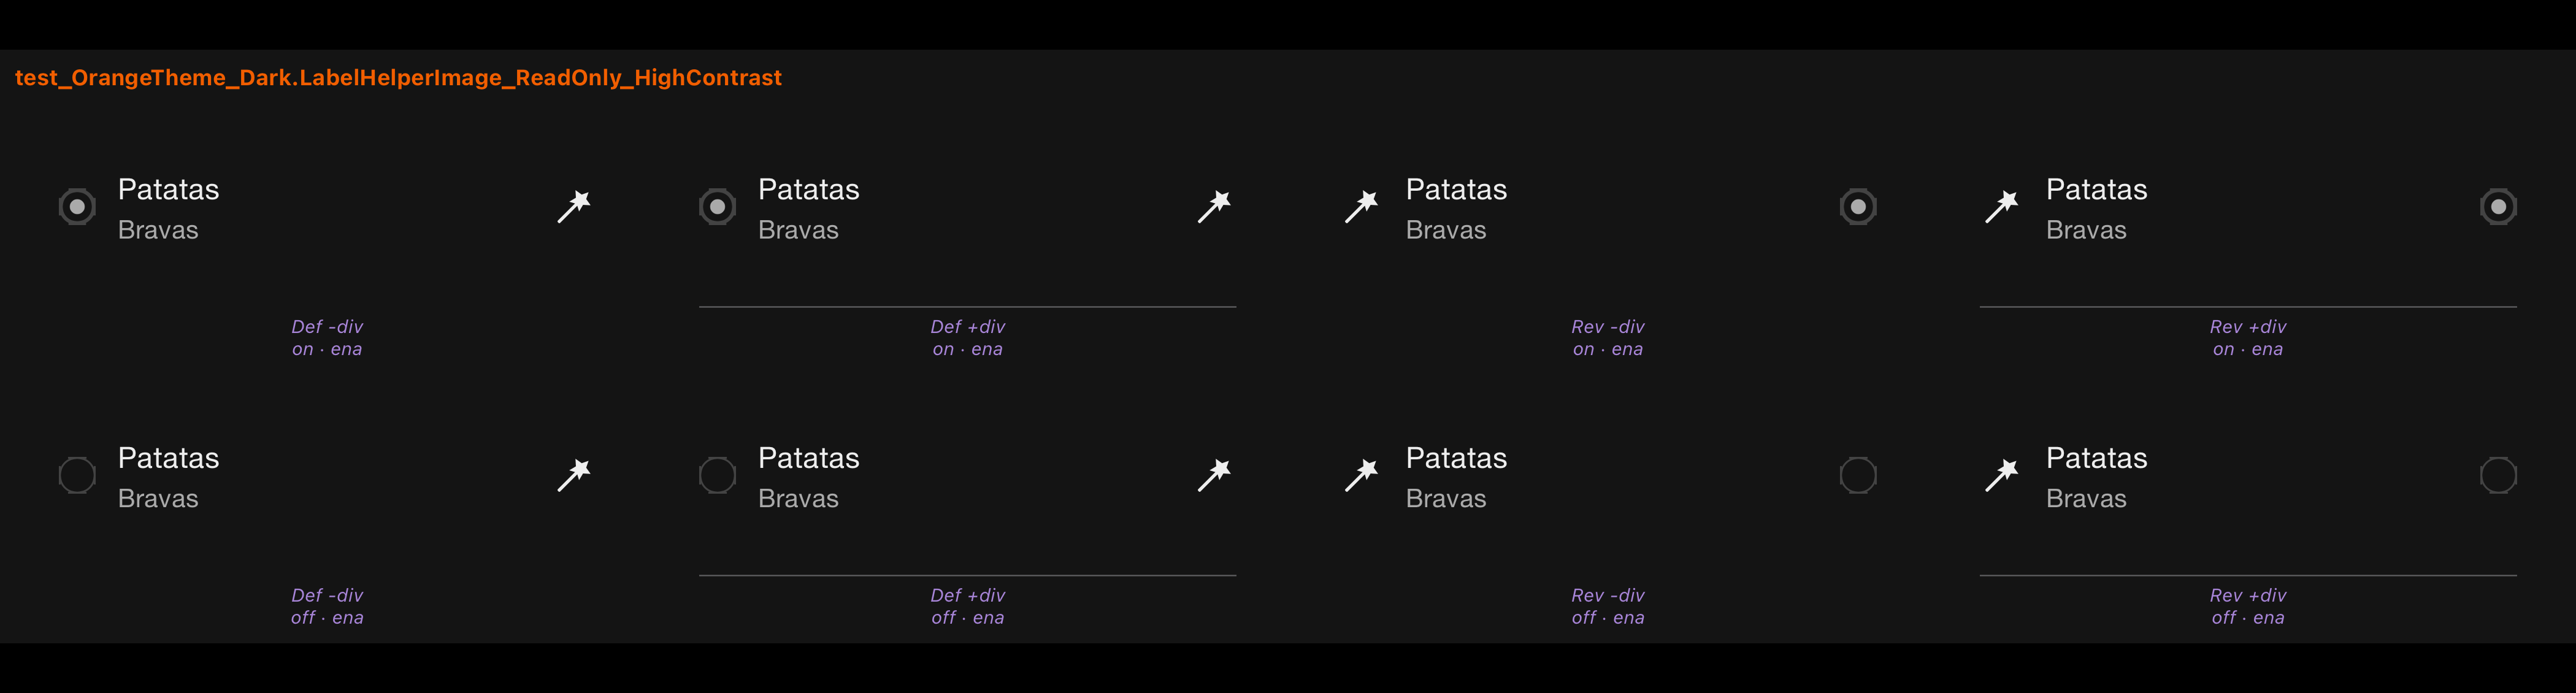 test_OrangeTheme_Dark.LabelHelperImage_ReadOnly_HighContrast
Patatas
Bravas
Def -div
on · ena
Patatas
Bravas
Def +div
on · ena
Patatas
Bravas
Rev -div
on · ena
Patatas
Bravas
Rev +div
on · ena
Patatas
Bravas
Def -div
off · ena
Patatas
Bravas
Def +div
off · ena
Patatas
Bravas
Rev -div
off · ena
Patatas
Bravas
Rev +div
off · ena